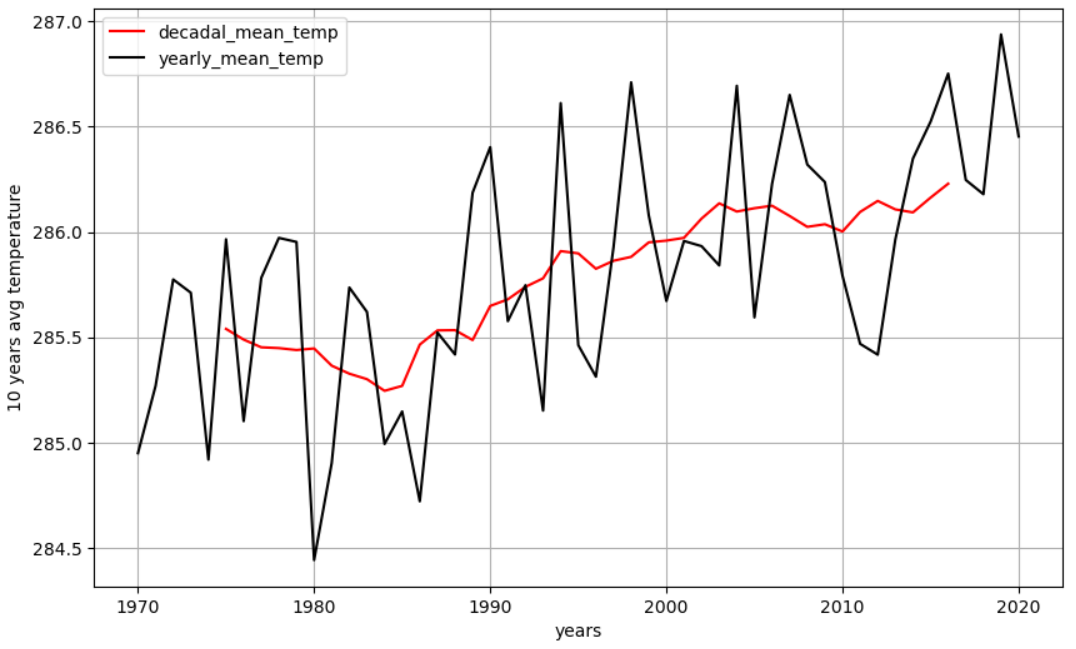 287.0
286.5
286.0
285.5
285.0
284.5
10 years avg temperature
decadal_mean_temp
yearly_mean_temp
1970 1980 1990 2000 2010 2020
years